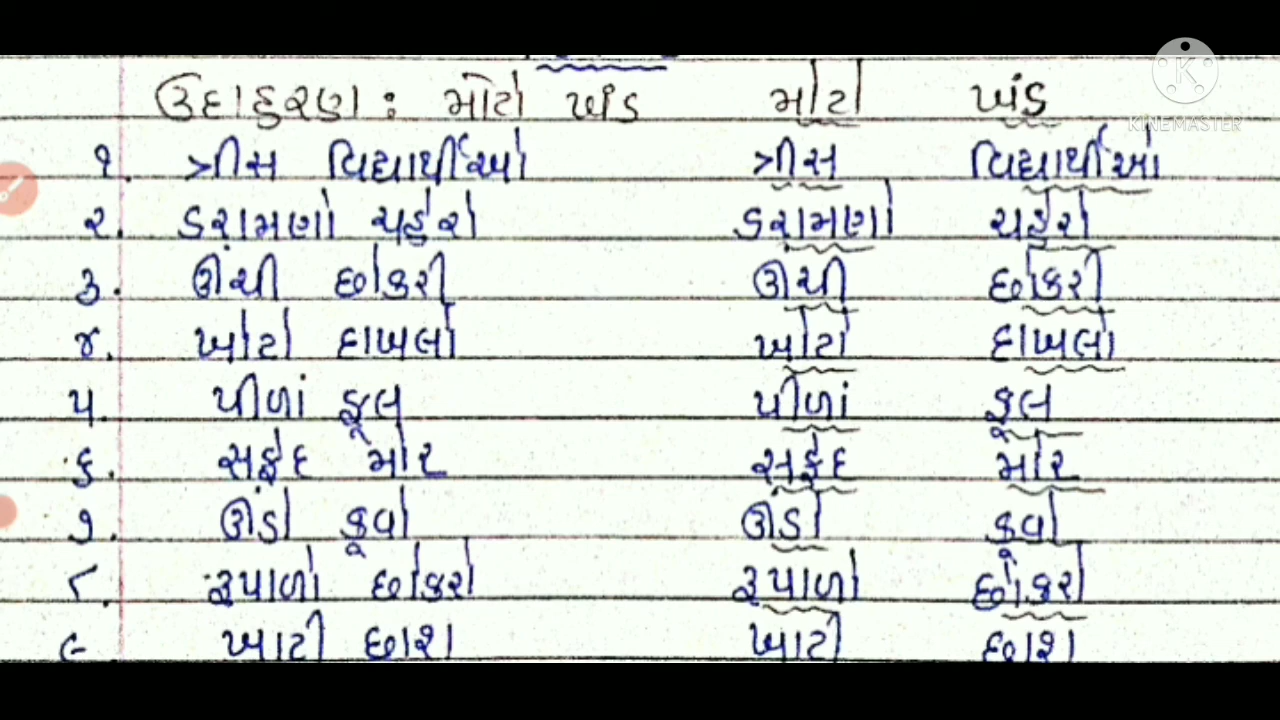 ઉદાહરણ : મોટો ખંડ મોટો ખંડ
૧. ત્રીસ વિદ્યાર્થીઓ ત્રીસ વિદ્યાર્થીઓ
૨. ડરામણો ચહેરો ડરામણો ચહેરો
૩. ઊંચી છોકરી ઊંચી છોકરી
૪. ખોટો દાખલો ખોટો દાખલો
૫. પીળાં ફૂલ પીળાં ફૂલ
૬. સફેદ મોર સફેદ મોર
૭. ઊંડો કૂવો ઊંડો કૂવો
૮. રૂપાળો છોકરો રૂપાળો છોકરો
૯ ખાટી છાશ ખાટી છાશ
KINEMASTER